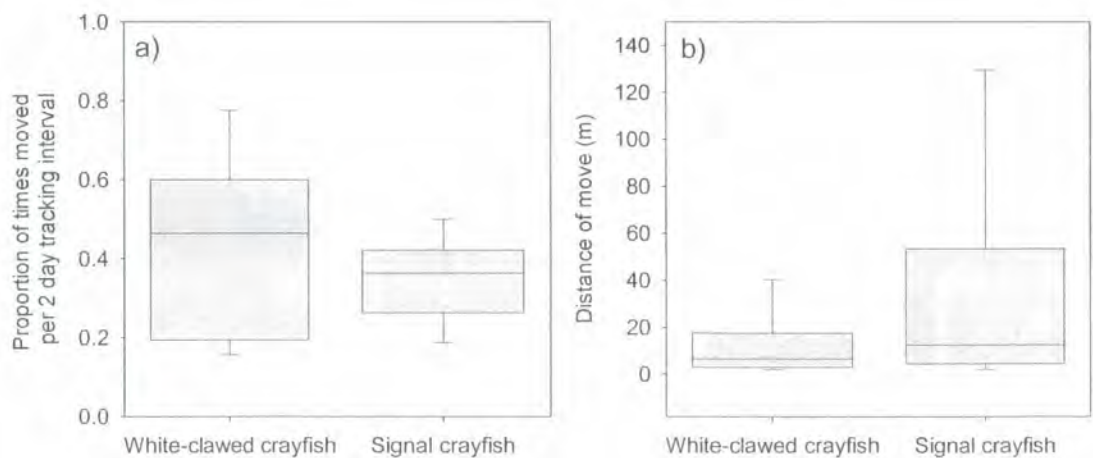 a)
Proportion of times moved
per 2 day tracking interval
1.0
0.8
0.6
0.4
0.2
0.0
White-clawed crayfish
Signal crayfish
b)
Distance of move (m)
140
120
100
80
60
40
20
0
White-clawed crayfish
Signal crayfish